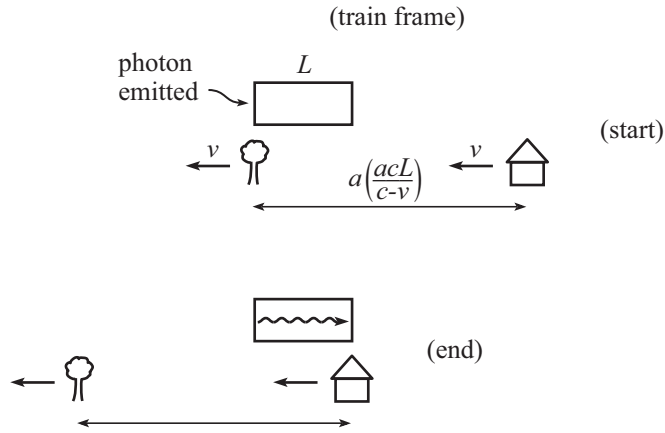 (train frame)
photon
emitted
L
(start)
v
v
a(acL/c-v)
(end)